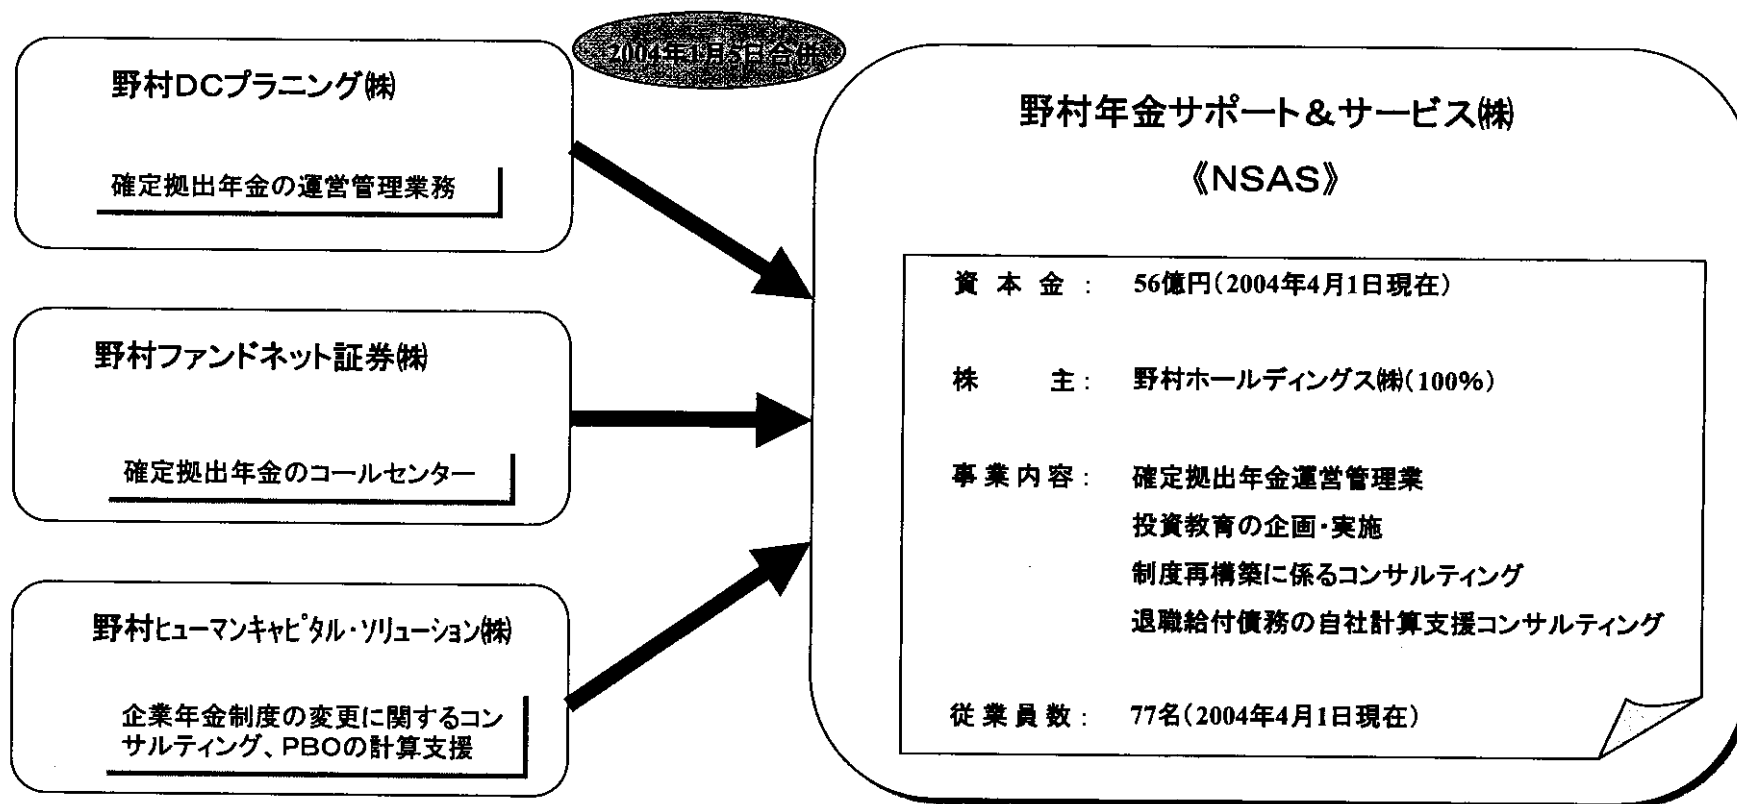 2004年1月5日合併
野村DCプラニング㈱
確定拠出年金の運営管理業務
野村ファンドネット証券㈱
確定拠出年金のコールセンター
野村ヒューマンキャピタル・ソリューション㈱
企業年金制度の変更に関するコン
サルティング、PBOの計算支援
野村年金サポート＆サービス㈱
《NSAS》
資本金： 56億円（2004年4月1日現在）
株主： 野村ホールディングス㈱（100%）
事業内容： 確定拠出年金運営管理業
投資教育の企画・実施
制度再構築に係るコンサルティング
退職給付債務の自社計算支援コンサルティング
従業員数： 77名（2004年4月1日現在）